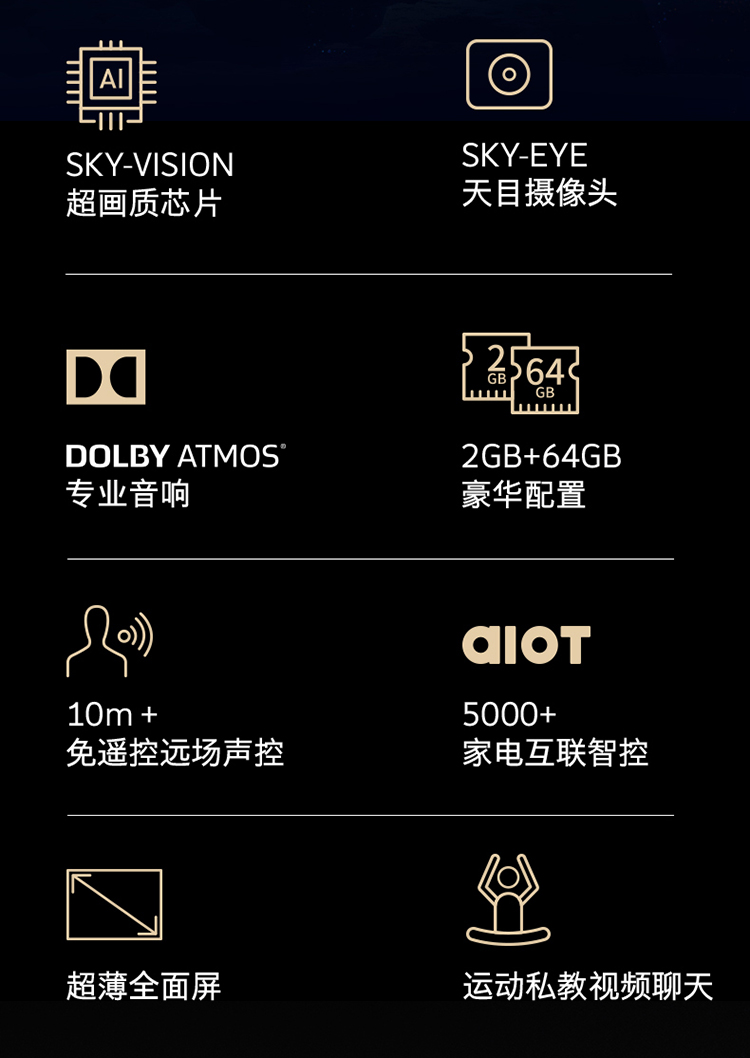 AI
SKY-VISION
超画质芯片
SKY-EYE
天目摄像头
DOLBY ATMOS®
专业音响
2
GB
64
GB
2GB+64GB
豪华配置
10m +
免遥控远场声控
aIOT
5000+
家电互联智控
超薄全面屏
运动私教视频聊天